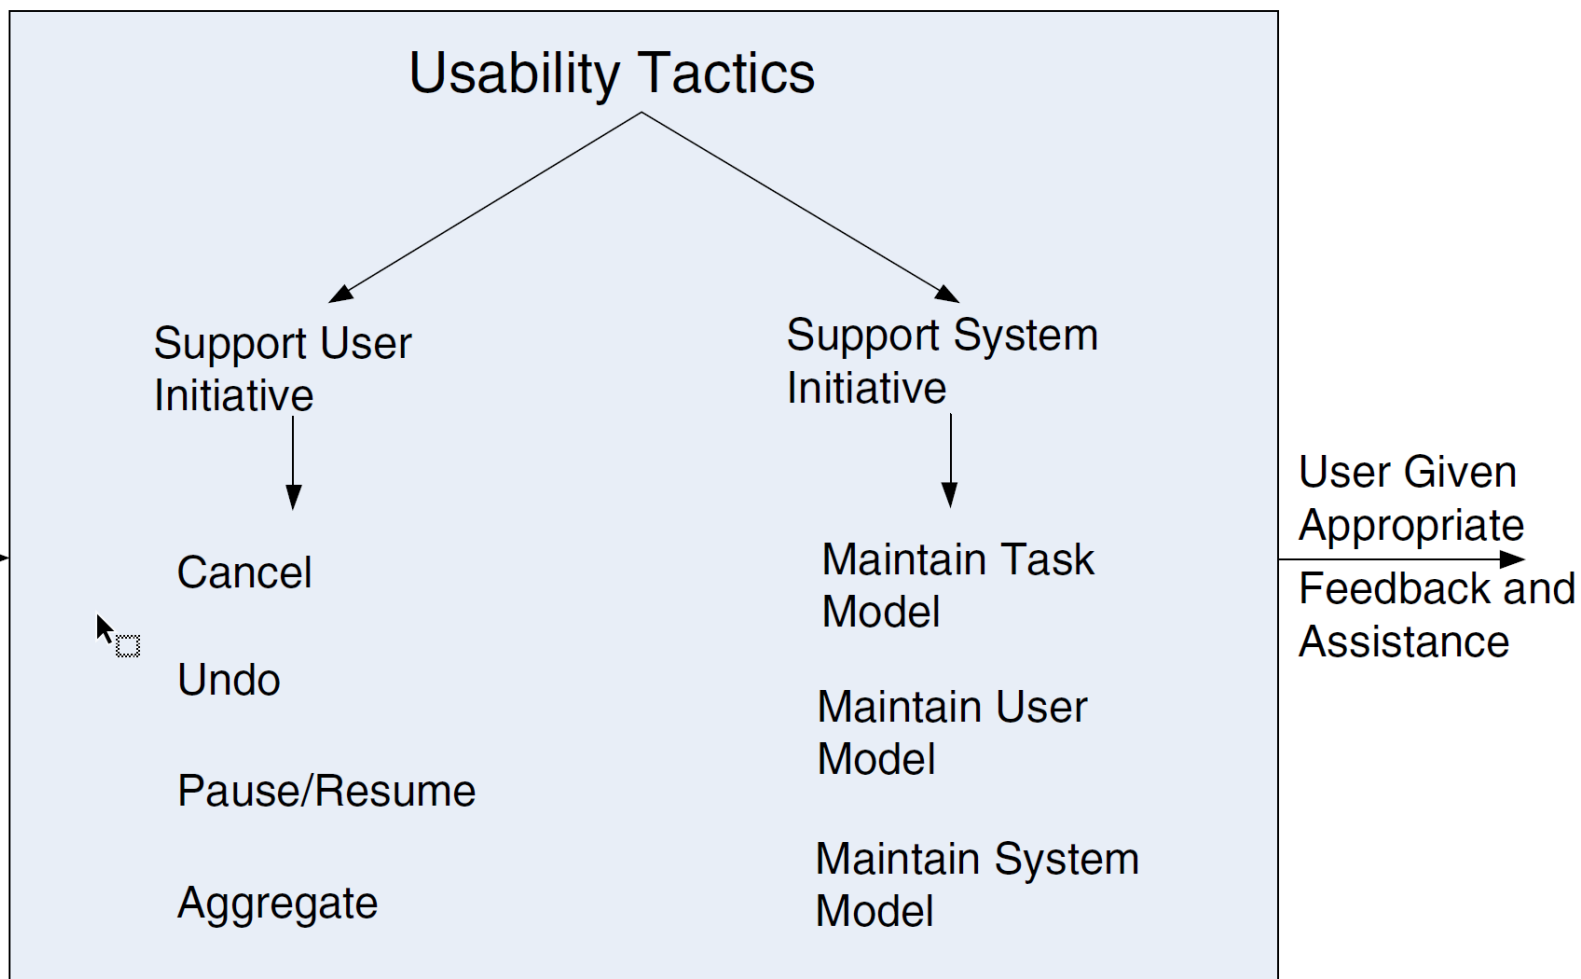 Usability Tactics
Support User
Initiative
Support System
Initiative
Cancel
Undo
Pause/Resume
Aggregate
Maintain Task
Model
Maintain User
Model
Maintain System
Model
User Given
Appropriate
Feedback and
Assistance